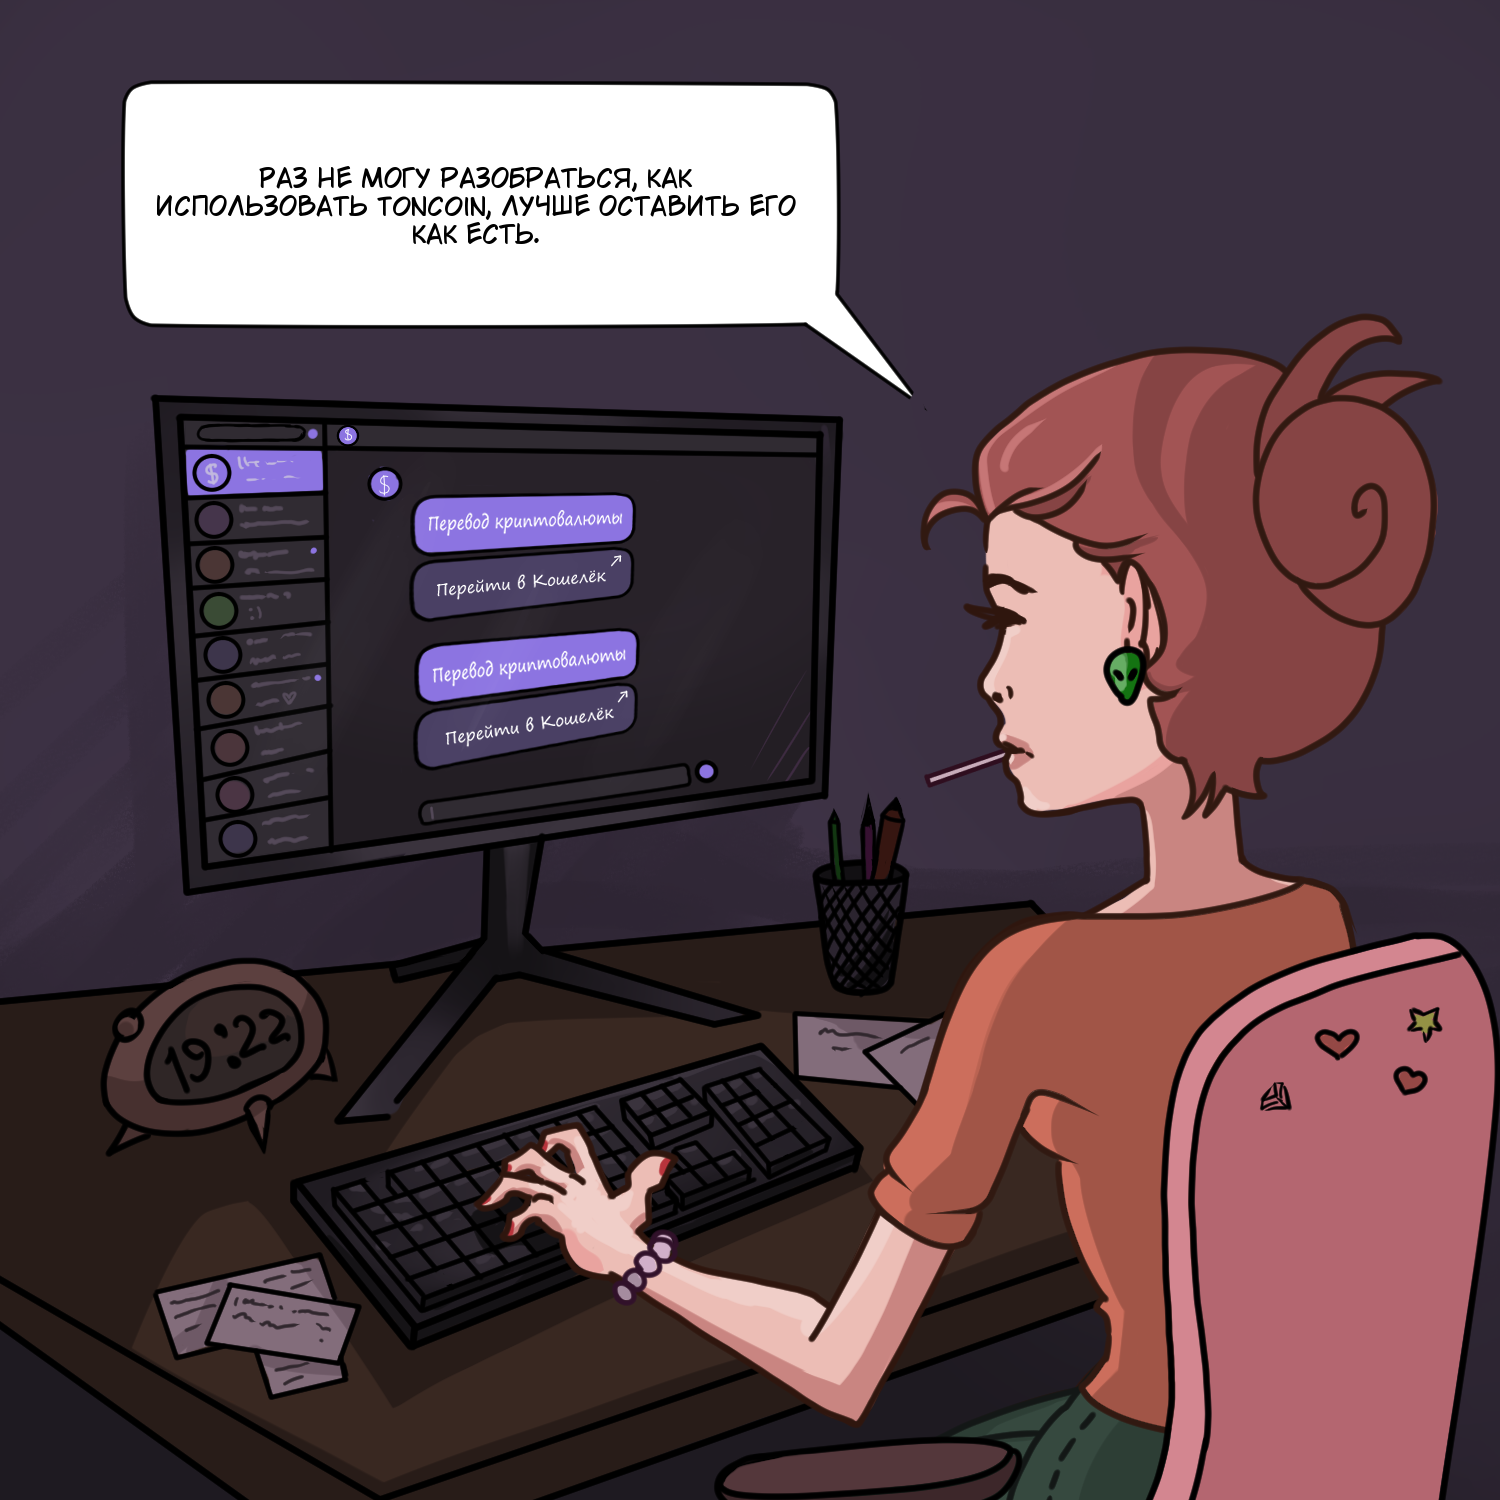 РАЗ НЕ МОГУ РАЗОБРАТЬСЯ, КАК
ИСПОЛЬЗОВАТЬ TONCOIN, ЛУЧШЕ ОСТАВИТЬ ЕГО
КАК ЕСТЬ.
$
$
$
Перевод криптовалюты
Перейти в Кошелёк
:)
Перевод криптовалюты
Перейти в Кошелёк
19:22